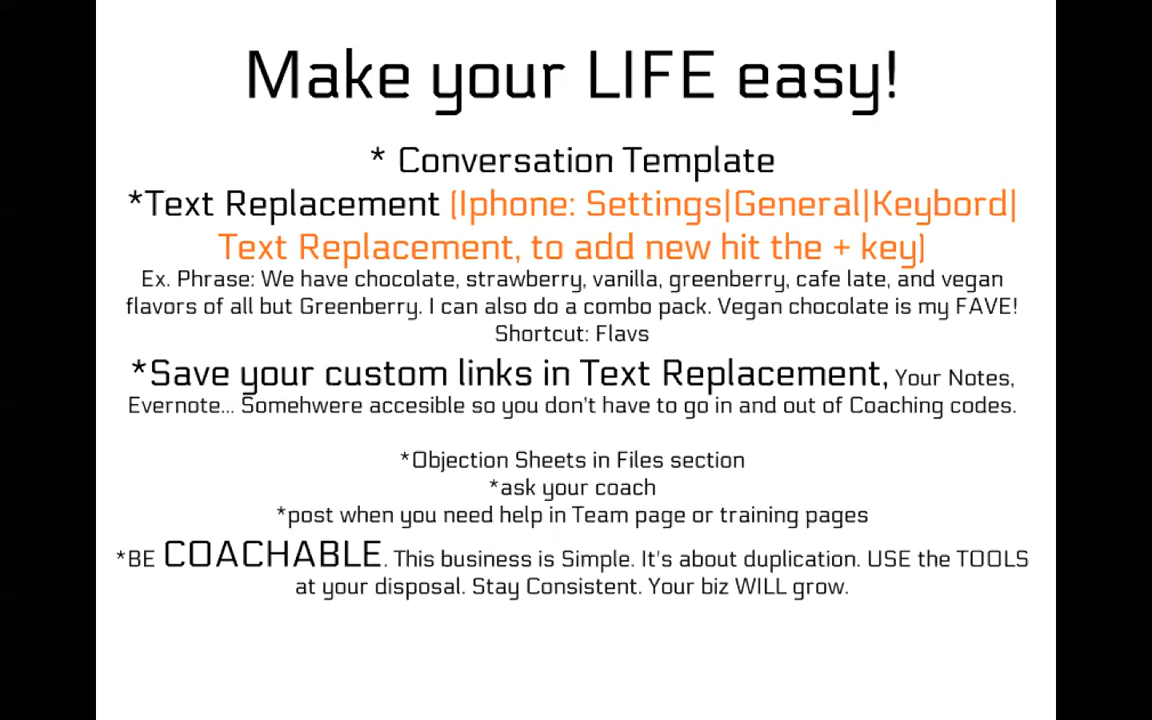 Make your LIFE easy!
* Conversation Template
*Text Replacement (Iphone: Settings|General|Keybord|
Text Replacement, to add new hit the + key)
Ex. Phrase: We have chocolate, strawberry, vanilla, greenberry, cafe late, and vegan
flavors of all but Greenberry. I can also do a combo pack. Vegan chocolate is my FAVE!
Shortcut: Flavs
*Save your custom links in Text Replacement, Your Notes,
Evernote... Somehwere accesible so you don't have to go in and out of Coaching codes.
*Objection Sheets in Files section
*ask your coach
*post when you need help in Team page or training pages
*BE COACHABLE. This business is Simple. It's about duplication. USE the TOOLS
at your disposal. Stay Consistent. Your biz WILL grow.